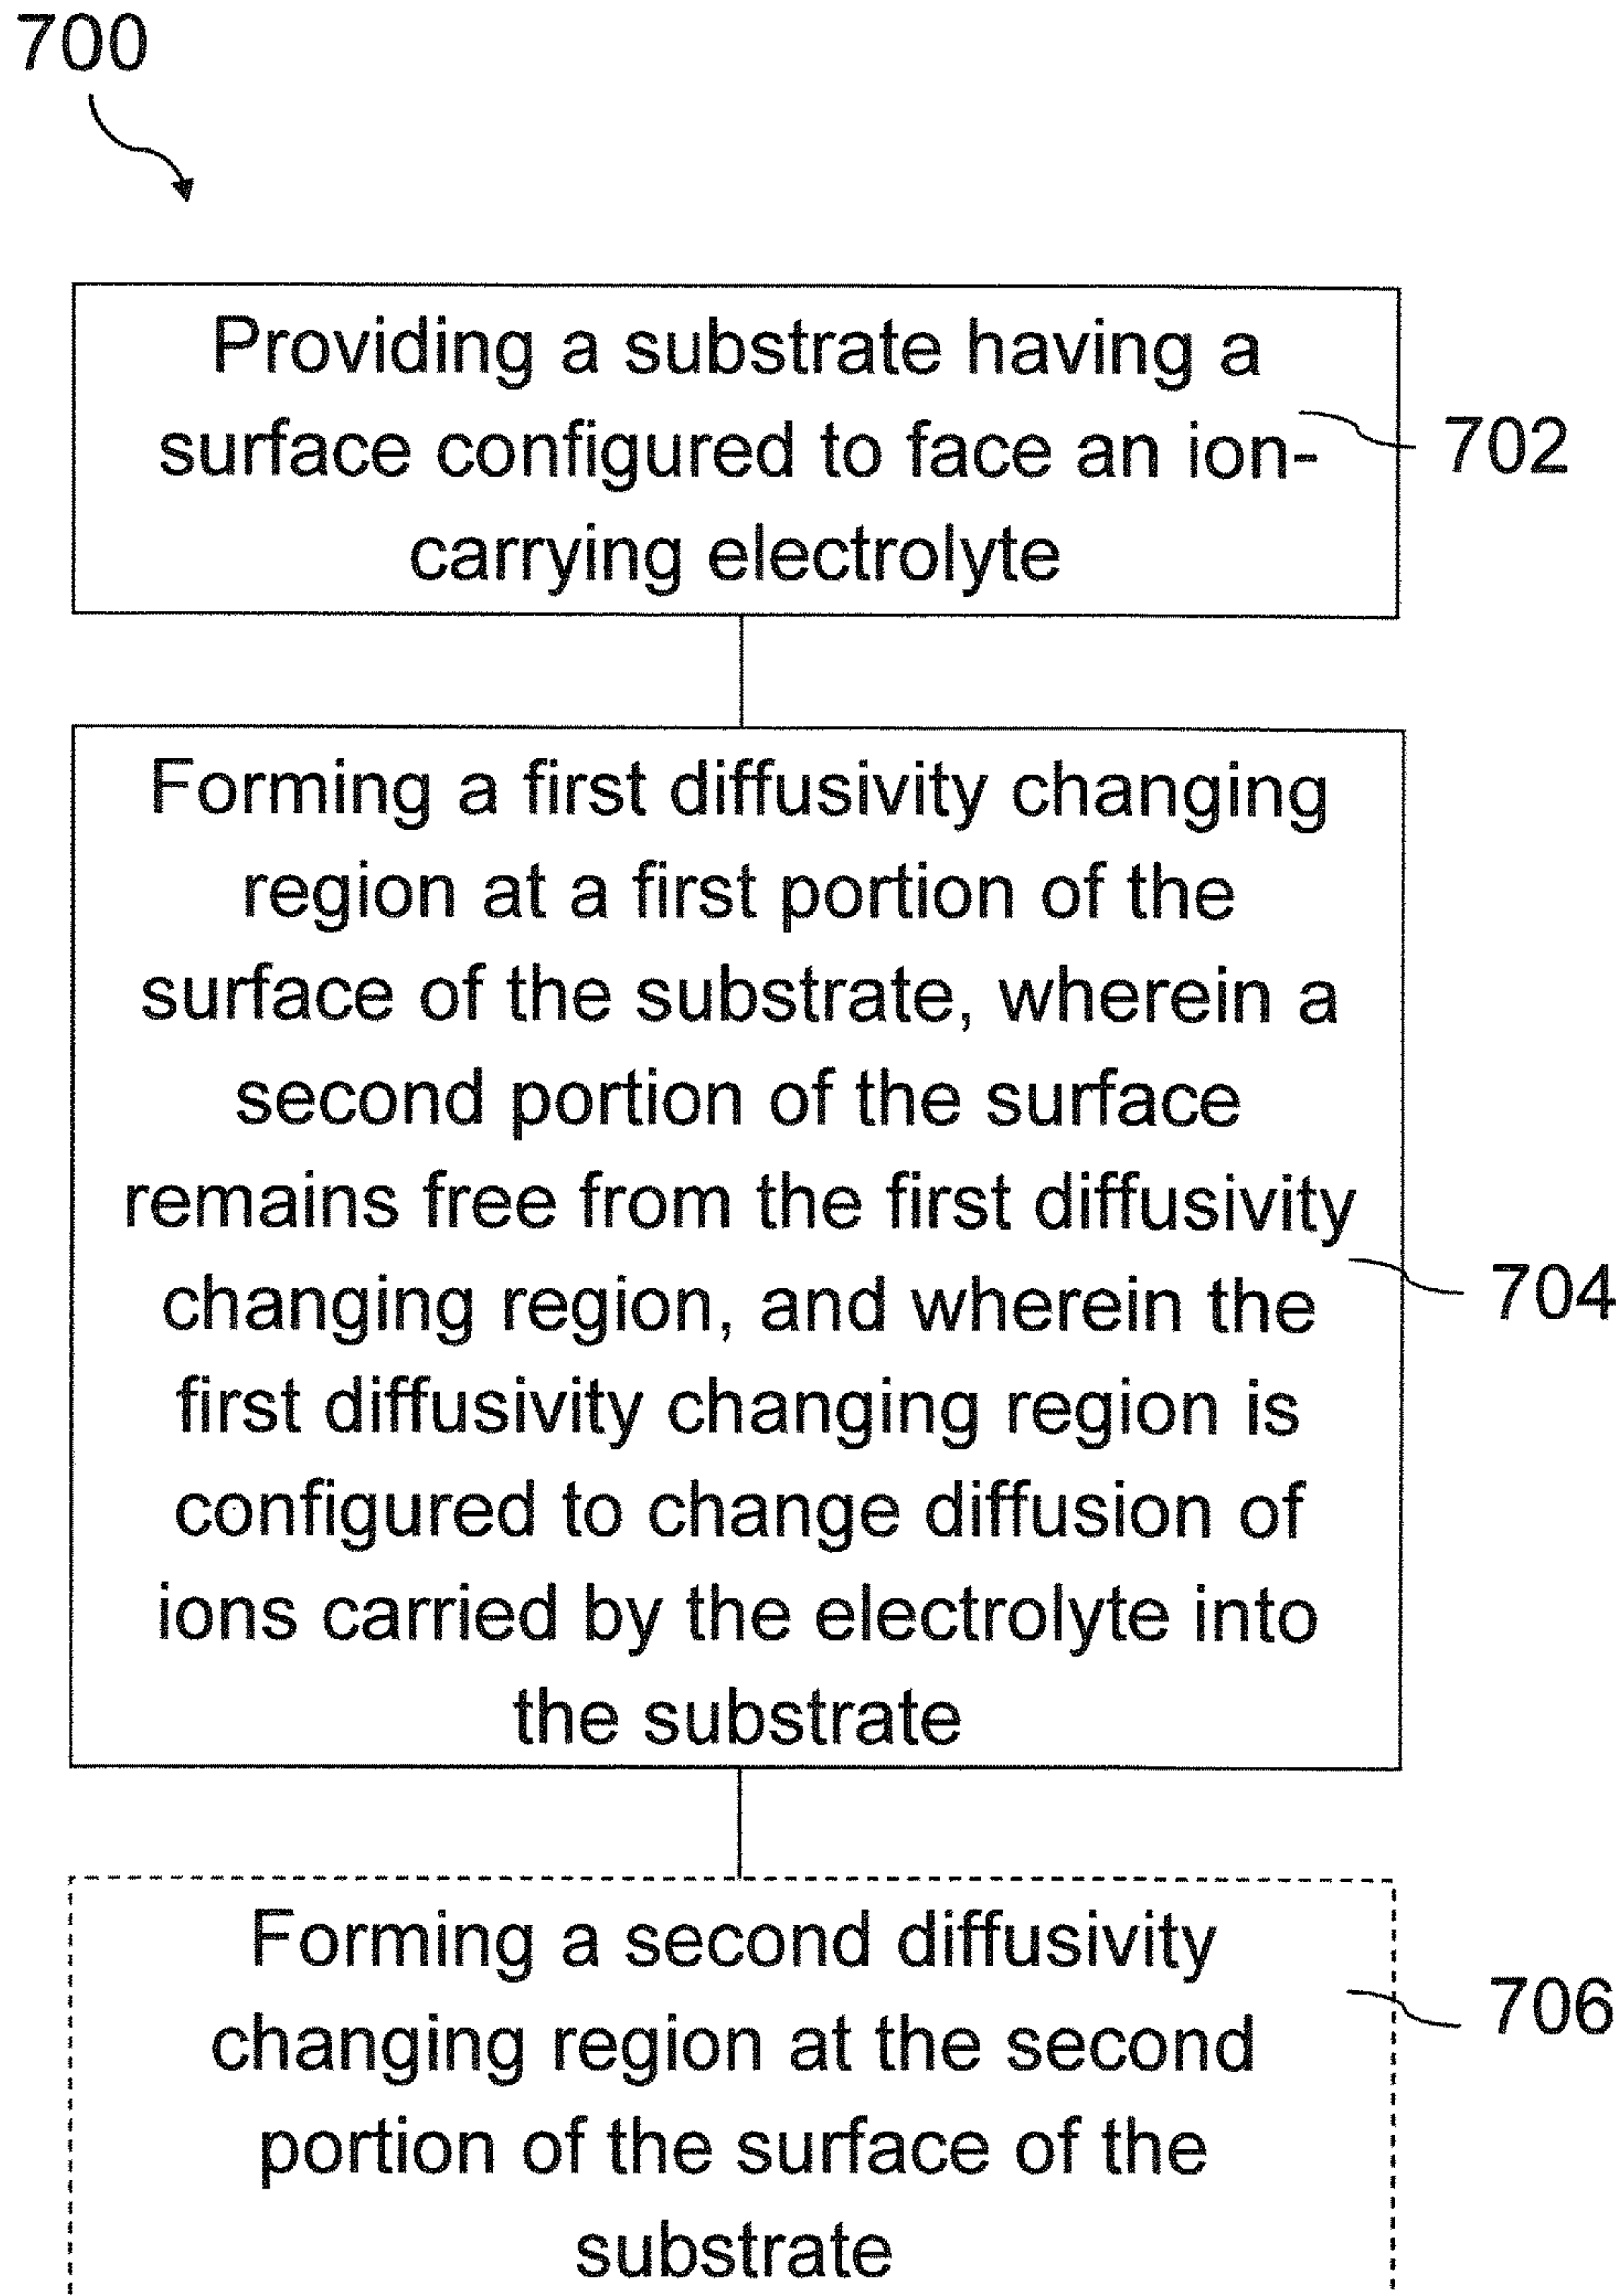 700
Providing a substrate having a
surface configured to face an ion-
702
carrying electrolyte
Forming a first diffusivity changing
region at a first portion of the
surface of the substrate, wherein a
second portion of the surface
remains free from the first diffusivity
changing region, and wherein the
704
first diffusivity changing region is
configured to change diffusion of
ions carried by the electrolyte into
the substrate
Forming a second diffusivity
706
changing region at the second
portion of the surface of the
substrate